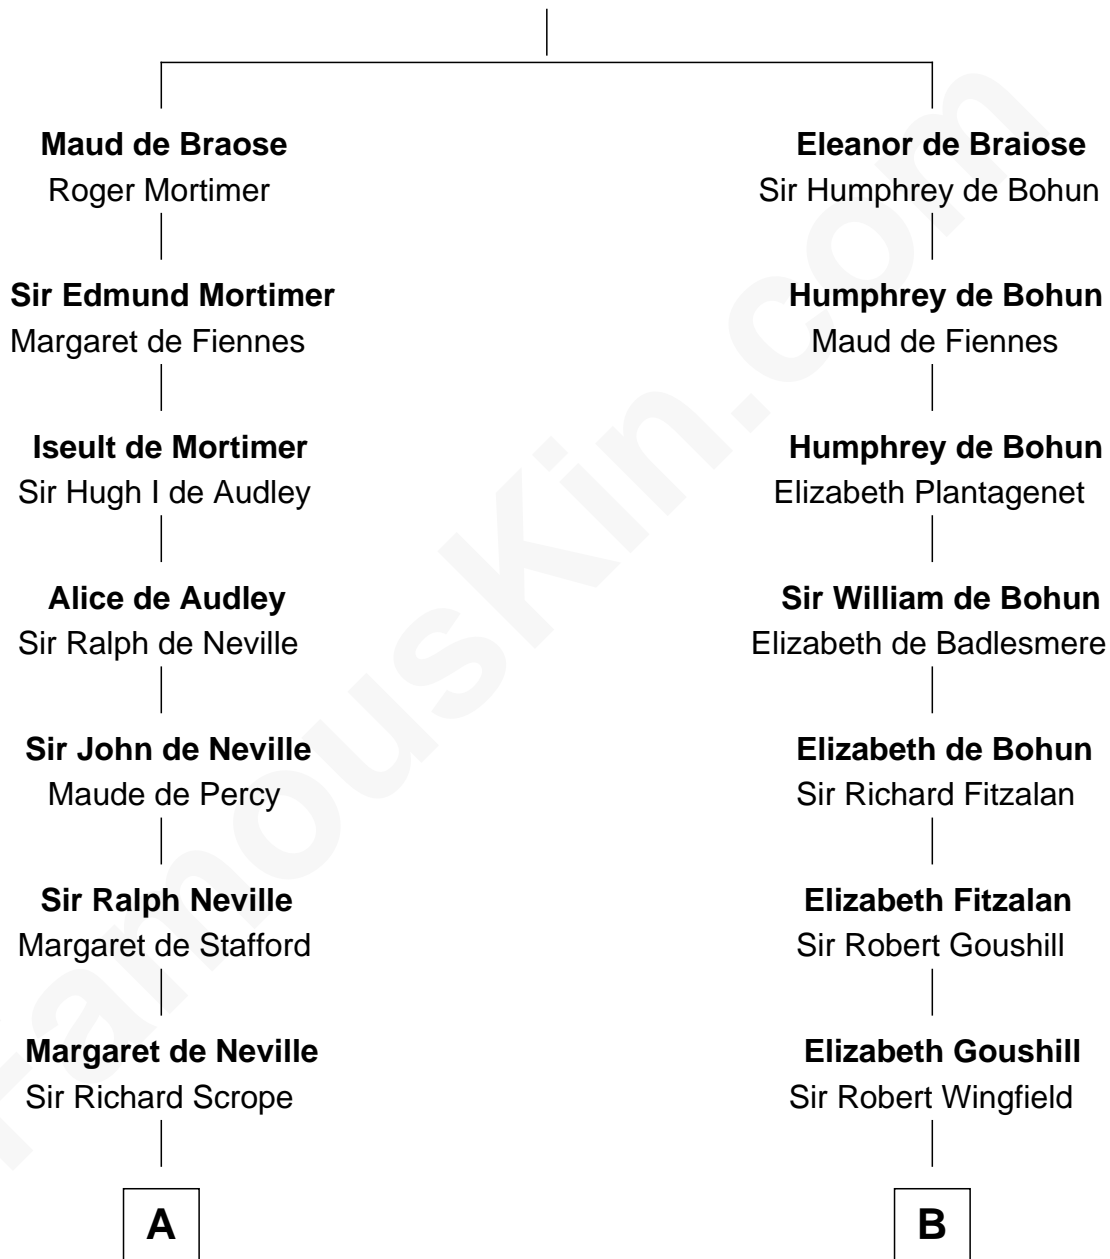 Maud de Braose
Roger Mortimer
Sir Edmund Mortimer
Margaret de Fiennes
Iseult de Mortimer
Sir Hugh I de Audley
Alice de Audley
Sir Ralph de Neville
Sir John de Neville
Maude de Percy
Sir Ralph Neville
Margaret de Stafford
Margaret de Neville
Sir Richard Scrope
A
Eleanor de Braiose
Sir Humphrey de Bohun
Humphrey de Bohun
Maud de Fiennes
Humphrey de Bohun
Elizabeth Plantagenet
Sir William de Bohun
Elizabeth de Badlesmere
Elizabeth de Bohun
Sir Richard Fitzalan
Elizabeth Fitzalan
Sir Robert Goushill
Elizabeth Goushill
Sir Robert Wingfield
B
FamousKin.com